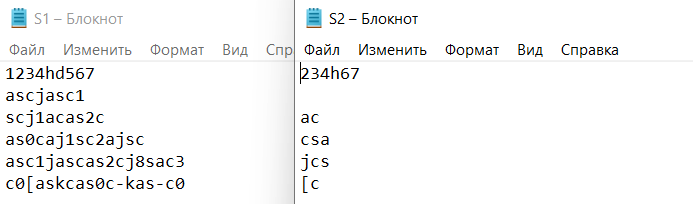 S1 – Блокнот
Файл Изменить Формат Вид Спр
1234hd567
ascjasc1
scj1acas2c
as0caj1sc2ajsc
asc1jascas2cj8sac3
c0[askcas0c-kas-c0
S2 – Блокнот
Файл Изменить Формат Вид Справка
234h67
ac
csa
jcs
[c